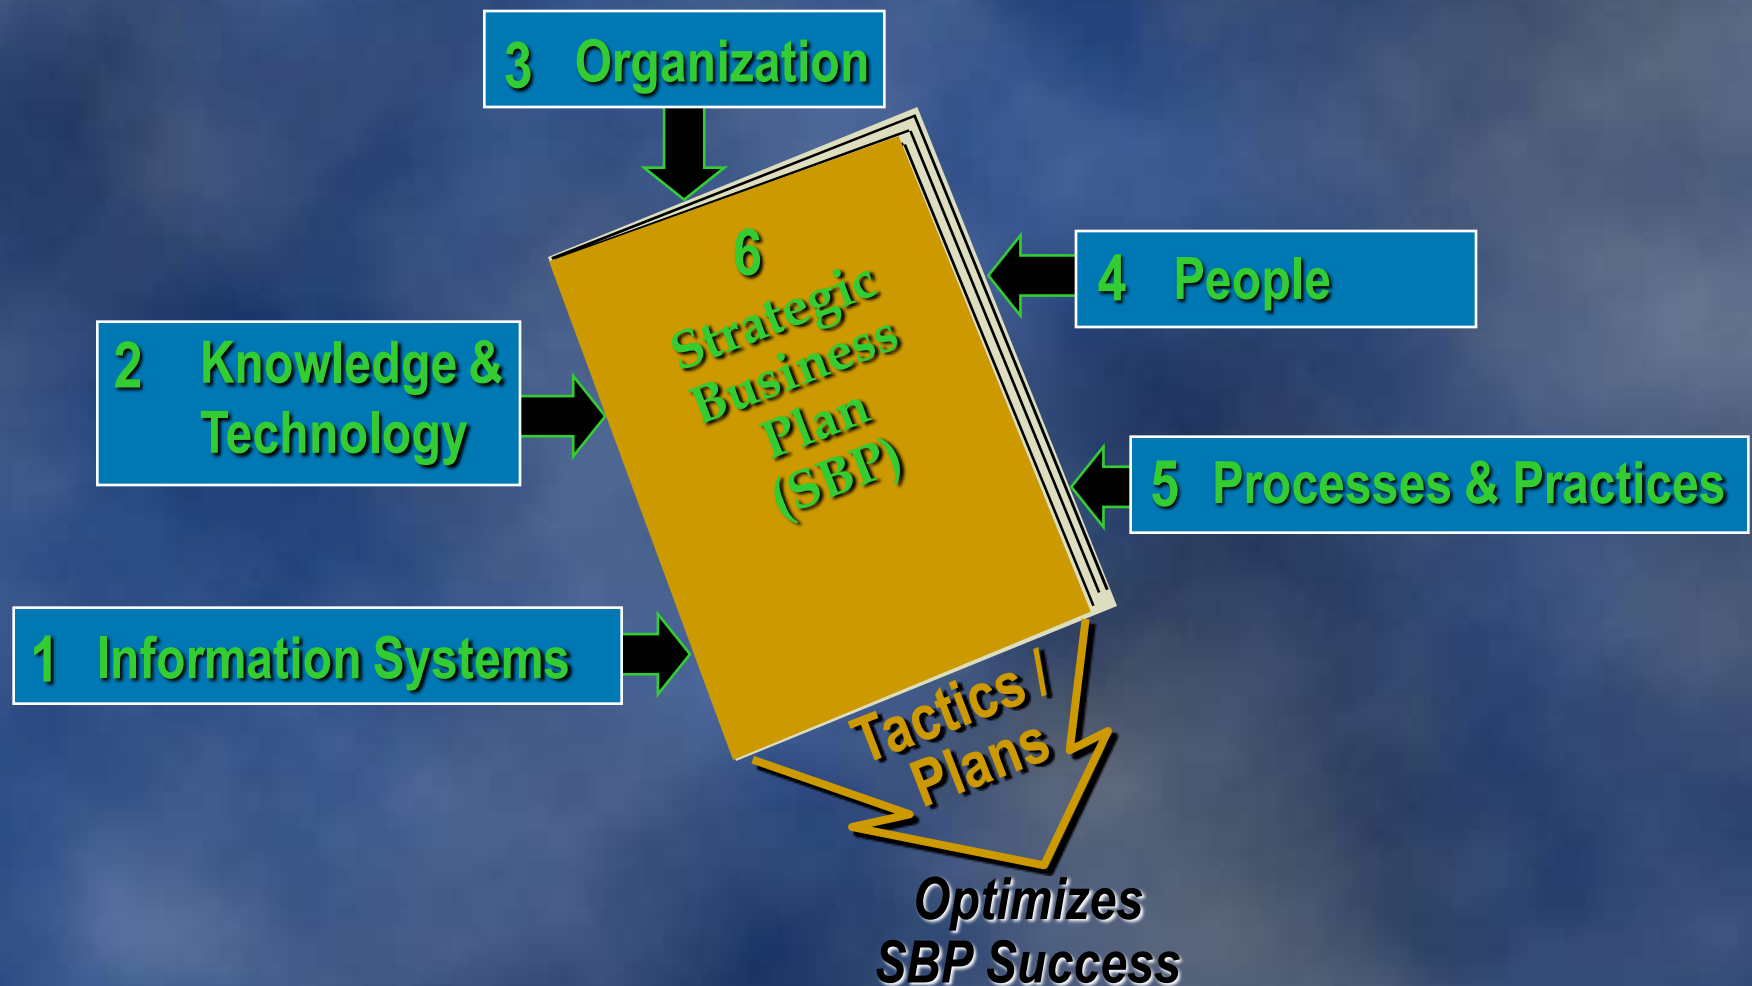 3 Organization
6
Strategic
Business
Plan
(SBP)
4 People
2 Knowledge &
Technology
5 Processes & Practices
1 Information Systems
Tactics /
Plans
Optimizes
SBP Success